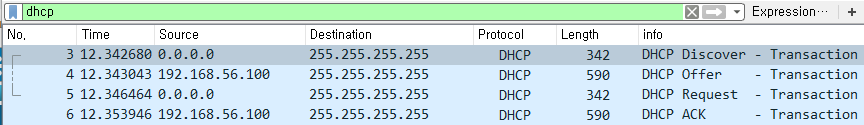 dhcp Expression…
No. Time Source Destination Protocol Length info
3 12.342680 0.0.0.0 255.255.255.255 DHCP 342 DHCP Discover - Transaction
4 12.343043 192.168.56.100 255.255.255.255 DHCP 590 DHCP Offer - Transaction
5 12.346464 0.0.0.0 255.255.255.255 DHCP 342 DHCP Request - Transaction
6 12.353946 192.168.56.100 255.255.255.255 DHCP 590 DHCP ACK - Transaction